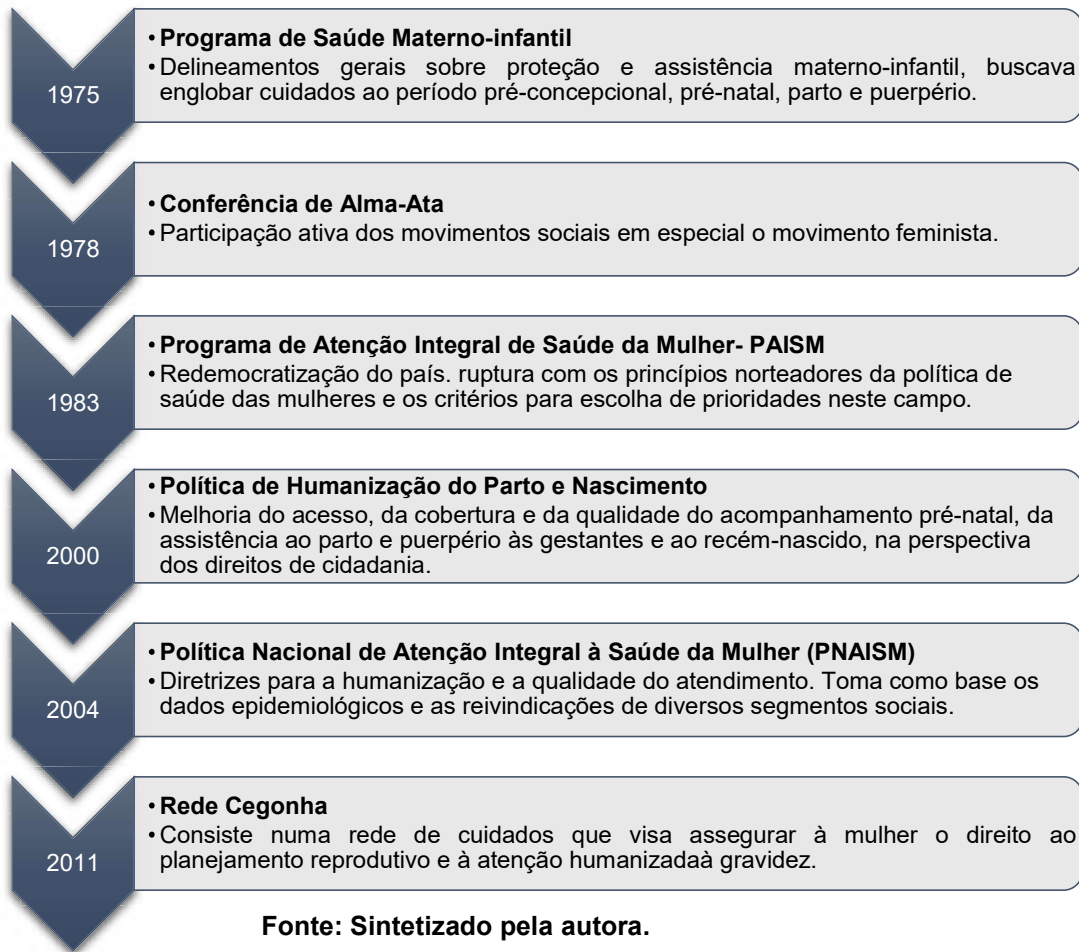 1975
• Programa de Saúde Materno-infantil
• Delineamentos gerais sobre proteção e assistência materno-infantil, buscava
englobar cuidados ao período pré-concepcional, pré-natal, parto e puerpério.
1978
• Conferência de Alma-Ata
• Participação ativa dos movimentos sociais em especial o movimento feminista.
1983
• Programa de Atenção Integral de Saúde da Mulher- PAISM
• Redemocratização do país. ruptura com os princípios norteadores da política de
saúde das mulheres e os critérios para escolha de prioridades neste campo.
2000
• Política de Humanização do Parto e Nascimento
• Melhoria do acesso, da cobertura e da qualidade do acompanhamento pré-natal, da
assistência ao parto e puerpério às gestantes e ao recém-nascido, na perspectiva
dos direitos de cidadania.
2004
• Política Nacional de Atenção Integral à Saúde da Mulher (PNAISM)
• Diretrizes para a humanização e a qualidade do atendimento. Toma como base os
dados epidemiológicos e as reivindicações de diversos segmentos sociais.
2011
• Rede Cegonha
• Consiste numa rede de cuidados que visa assegurar à mulher o direito ao
planejamento reprodutivo e à atenção humanizadaà gravidez.
Fonte: Sintetizado pela autora.